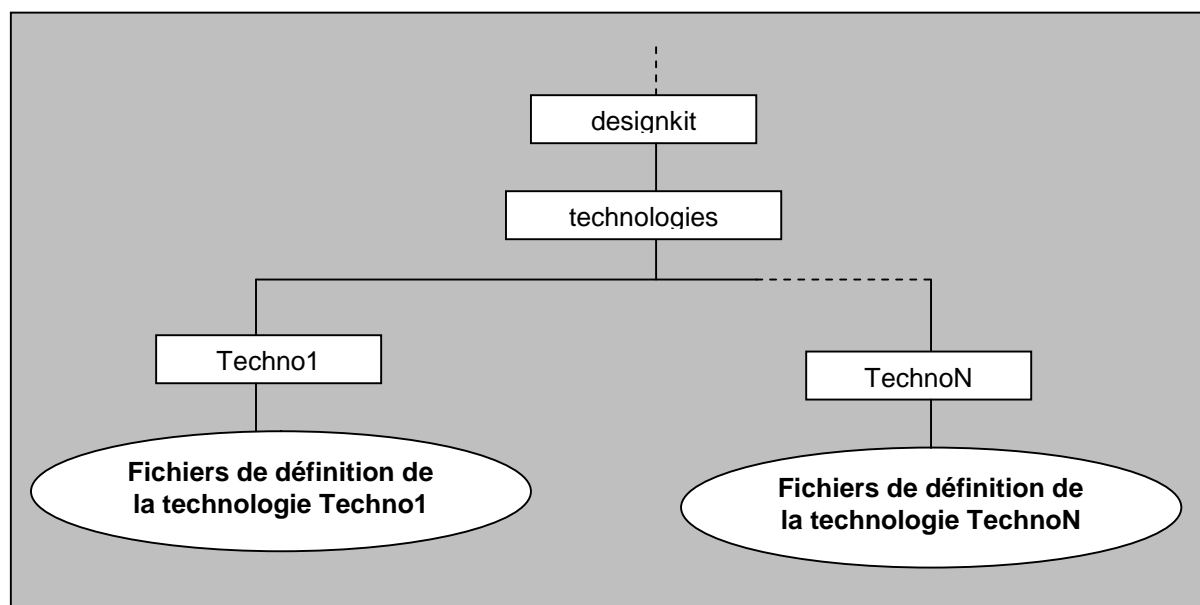 designkit
technologies
Techno1
TechnoN
Fichiers de définition de
la technologie Techno1
Fichiers de définition de
la technologie TechnoN